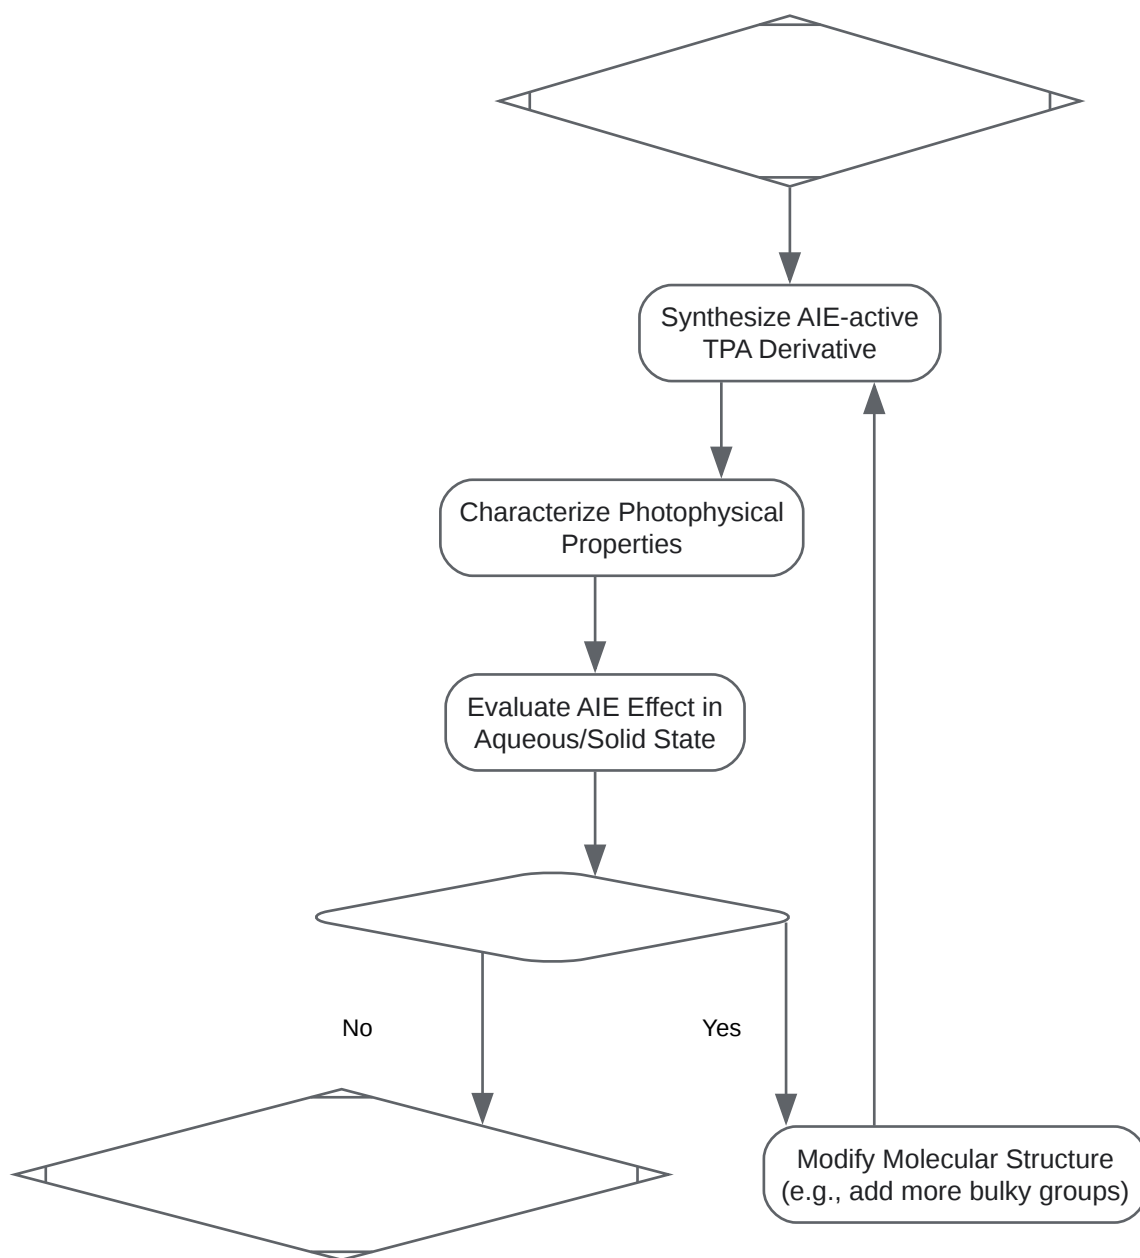 Synthesize AIE-active
TPA Derivative
Characterize Photophysical
Properties
Evaluate AIE Effect in
Aqueous/Solid State
No
Yes
Modify Molecular Structure
(e.g., add more bulky groups)